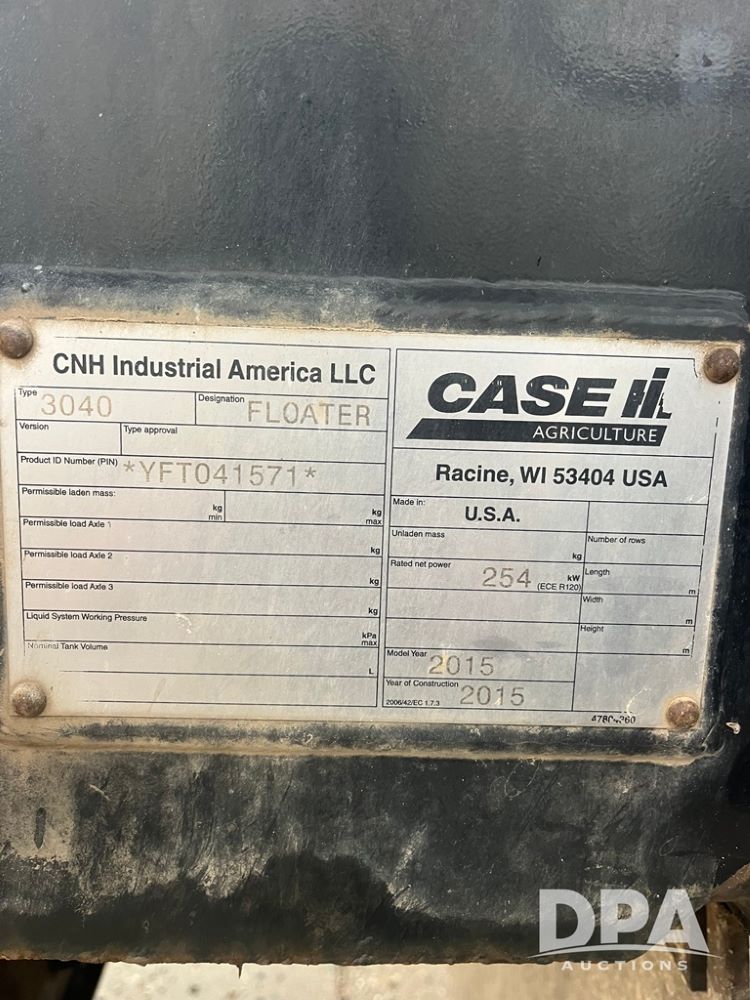 CNH Industrial America LLC
Type 3040
Designation FLOATER
Version
Type approval
Product ID Number (PIN) *YFT041571*
Permissible laden mass:
kg min
kg max
Permissible load Axle 1
kg
Permissible load Axle 2
kg
Permissible load Axle 3
kg
Liquid System Working Pressure
kPa max
Nominal Tank Volume
L
CASE IH
AGRICULTURE
Racine, WI 53404 USA
Made in:
U.S.A.
Unladen mass
kg
Number of rows
Rated net power 254 kW (ECE R120)
Length
m
Width
m
Height
m
Model Year 2015
Year of Construction 2015
2006/42/EC 1.7.3
DPA
AUCTIONS